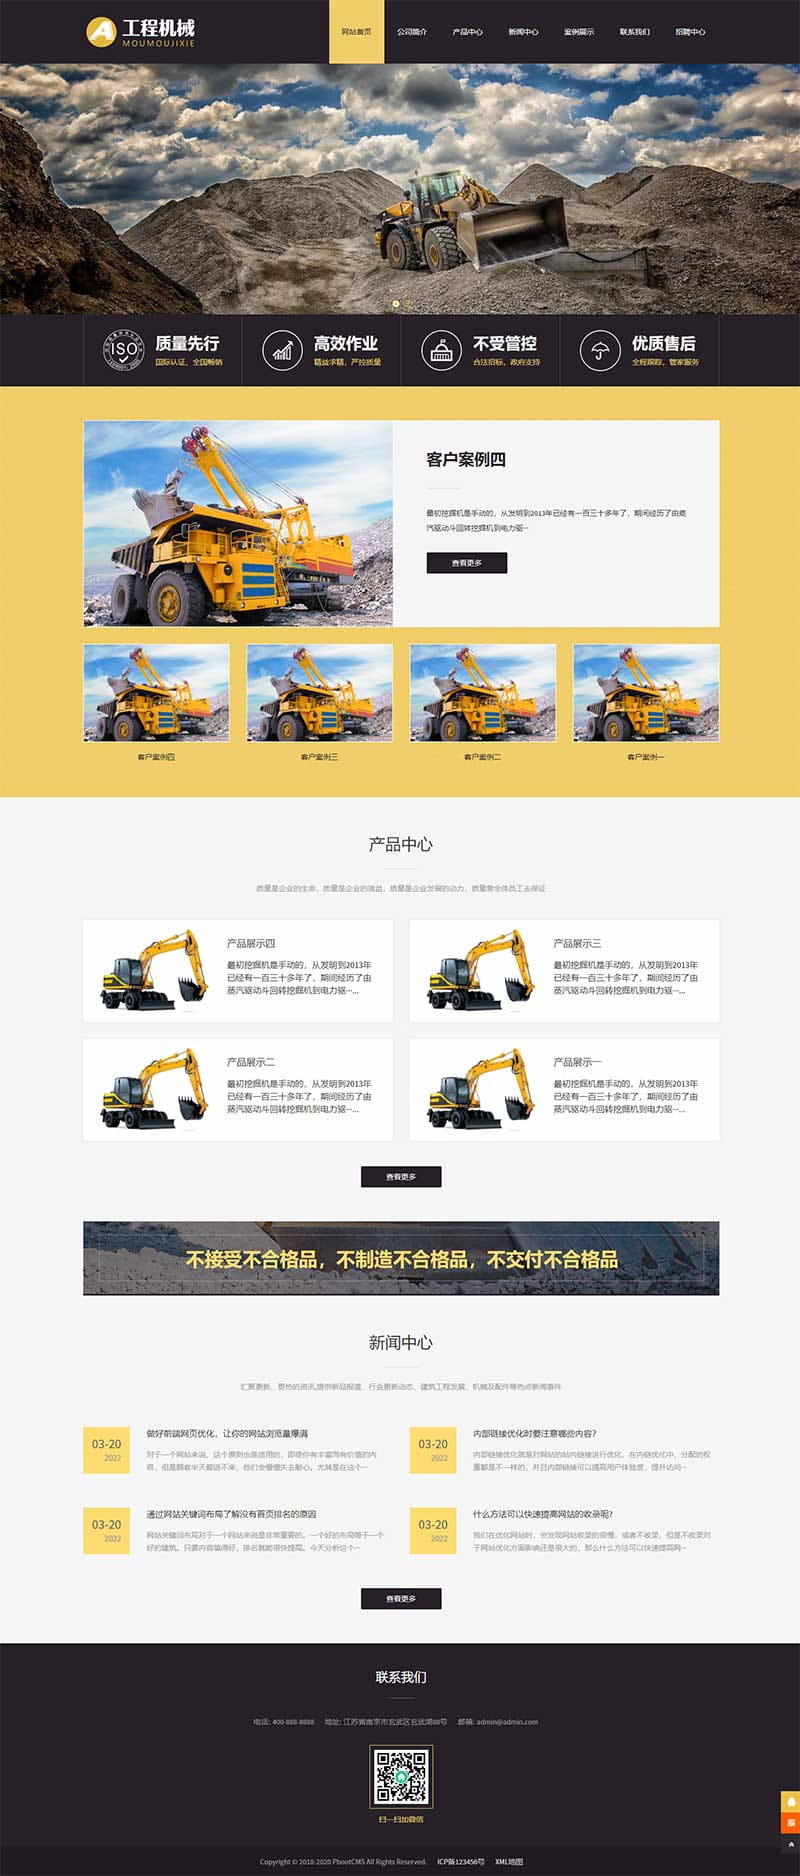 工程机械
MOUMOUJIXIE
网站首页 公司简介 产品中心 新闻中心 案例展示 联系我们 招聘中心
ISO
质量先行
国际认证、全国畅销
高效作业
精益求精，严控质量
不受管控
合法招标、政府支持
优质售后
全程跟踪，管家服务
客户案例四
最初挖掘机是手动的，从发明到2013年已经有一百三十多年了，期间经历了由蒸
汽驱动斗回转挖掘机到电力驱···
查看更多
客户案例四
客户案例三
客户案例二
客户案例一
产品中心
质量是企业的生命，质量是企业的效益，质量是企业发展的动力，质量靠全体员工去保证
产品展示四
最初挖掘机是手动的，从发明到2013年
已经有一百三十多年了，期间经历了由
蒸汽驱动斗回转挖掘机到电力驱···...
产品展示三
最初挖掘机是手动的，从发明到2013年
已经有一百三十多年了，期间经历了由
蒸汽驱动斗回转挖掘机到电力驱···...
产品展示二
最初挖掘机是手动的，从发明到2013年
已经有一百三十多年了，期间经历了由
蒸汽驱动斗回转挖掘机到电力驱···...
产品展示一
最初挖掘机是手动的，从发明到2013年
已经有一百三十多年了，期间经历了由
蒸汽驱动斗回转挖掘机到电力驱···...
查看更多
不接受不合格品，不制造不合格品，不交付不合格品
新闻中心
汇聚更新、更热的资讯,提供新品报道、行业更新动态、建筑工程发展、机械及配件等热点新闻事件
03-20
2022
做好前端网页优化，让你的网站浏览量爆满
对于一个网站来说，这个原则也是适用的，即使你有丰富而有价值的内
容，但是顾客半天都进不来，他们会慢慢失去耐心。尤其是在这个···
03-20
2022
内部链接优化时要注意哪些内容?
内部链接优化就是对网站的站内链接进行优化，在内链优化中，分配的权
重都是不一样的，并且内部链接可以提高用户体验度，提升访问···
03-20
2022
通过网站关键词布局了解没有首页排名的原因
网站关键词布局对于一个网站来说是非常重要的。一个好的布局等于一个
好的建筑。只要内容填得好，排名就能很快提高。今天分析这个···
03-20
2022
什么方法可以快速提高网站的收录呢?
我们在优化网站时，会发现网站收录的很慢，或者不收录，但是不收录对
于网站优化方面影响还是很大的，那么什么方法可以快速提高网···
查看更多
联系我们
电话: 400-888-8888 地址: 江苏省南京市玄武区玄武湖88号 邮箱: admin@admin.com
扫一扫加微信
Copyright © 2018-2020 PbootCMS All Rights Reserved. ICP备123456号 XML地图